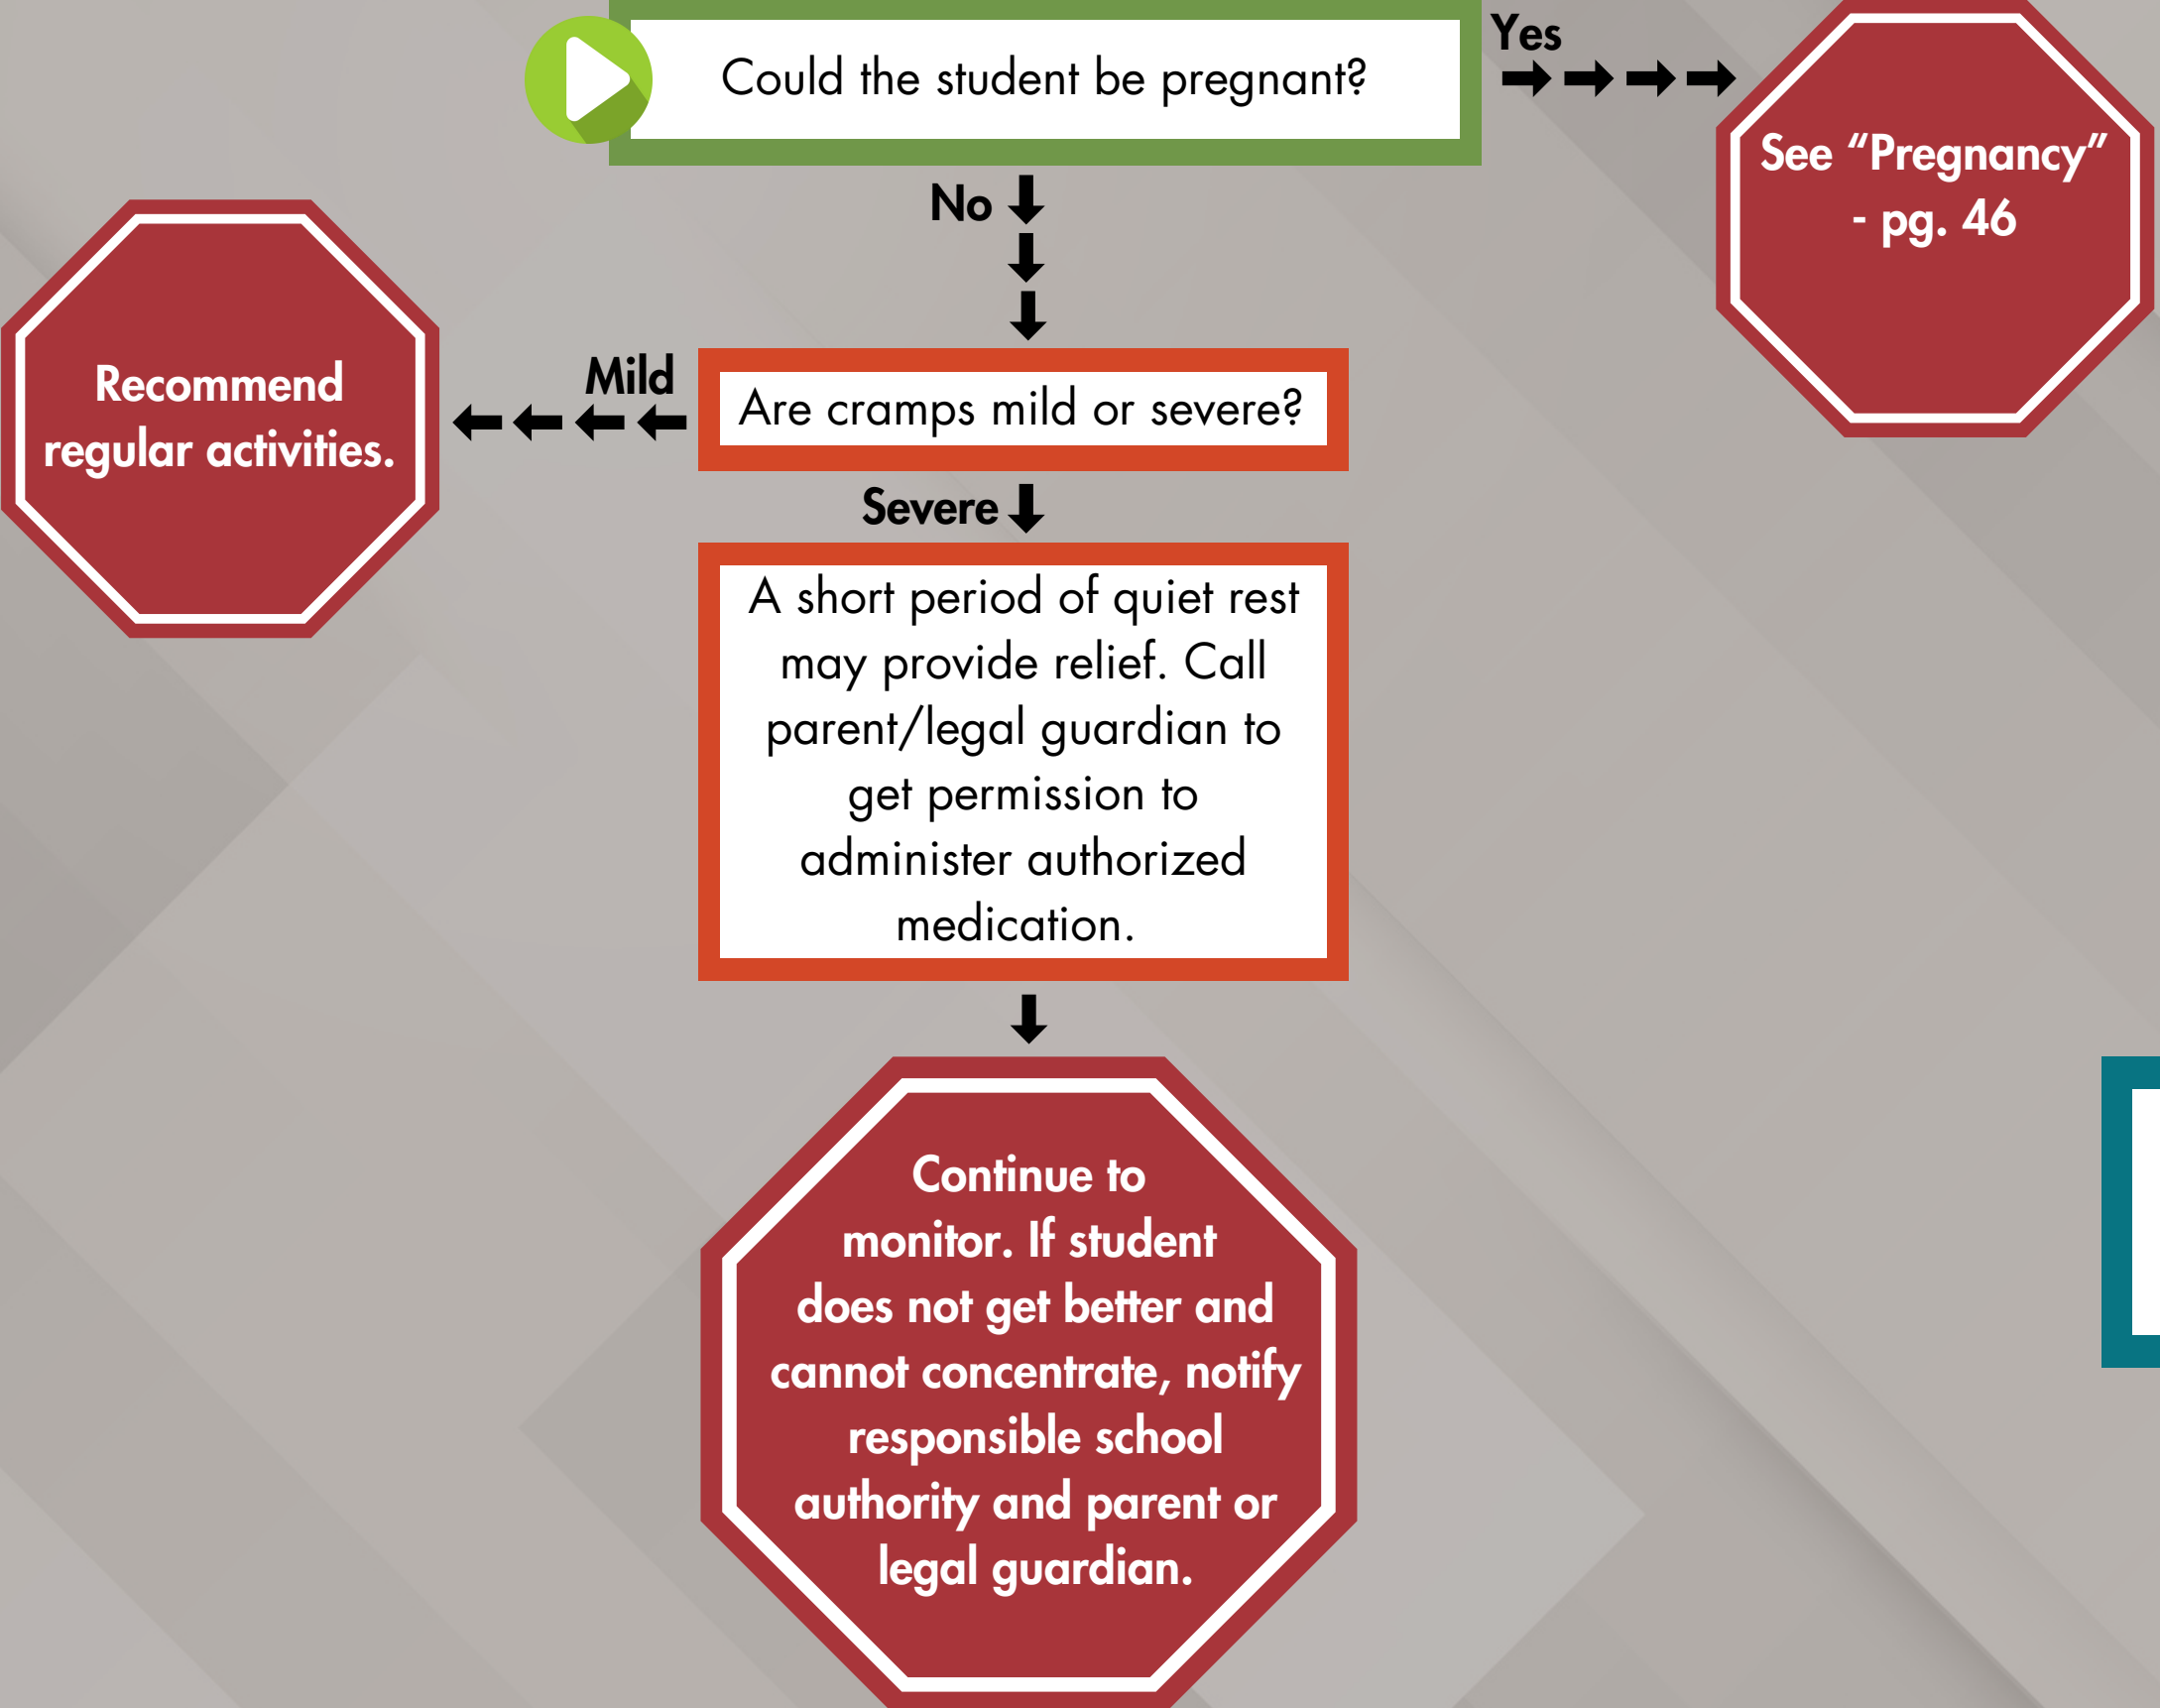 Could the student be pregnant?
Yes
See “Pregnancy”
- pg. 46
No
Are cramps mild or severe?
Mild
Recommend
regular activities.
Severe
A short period of quiet rest
may provide relief. Call
parent/legal guardian to
get permission to
administer authorized
medication.
Continue to
monitor. If student
does not get better and
cannot concentrate, notify
responsible school
authority and parent or
legal guardian.